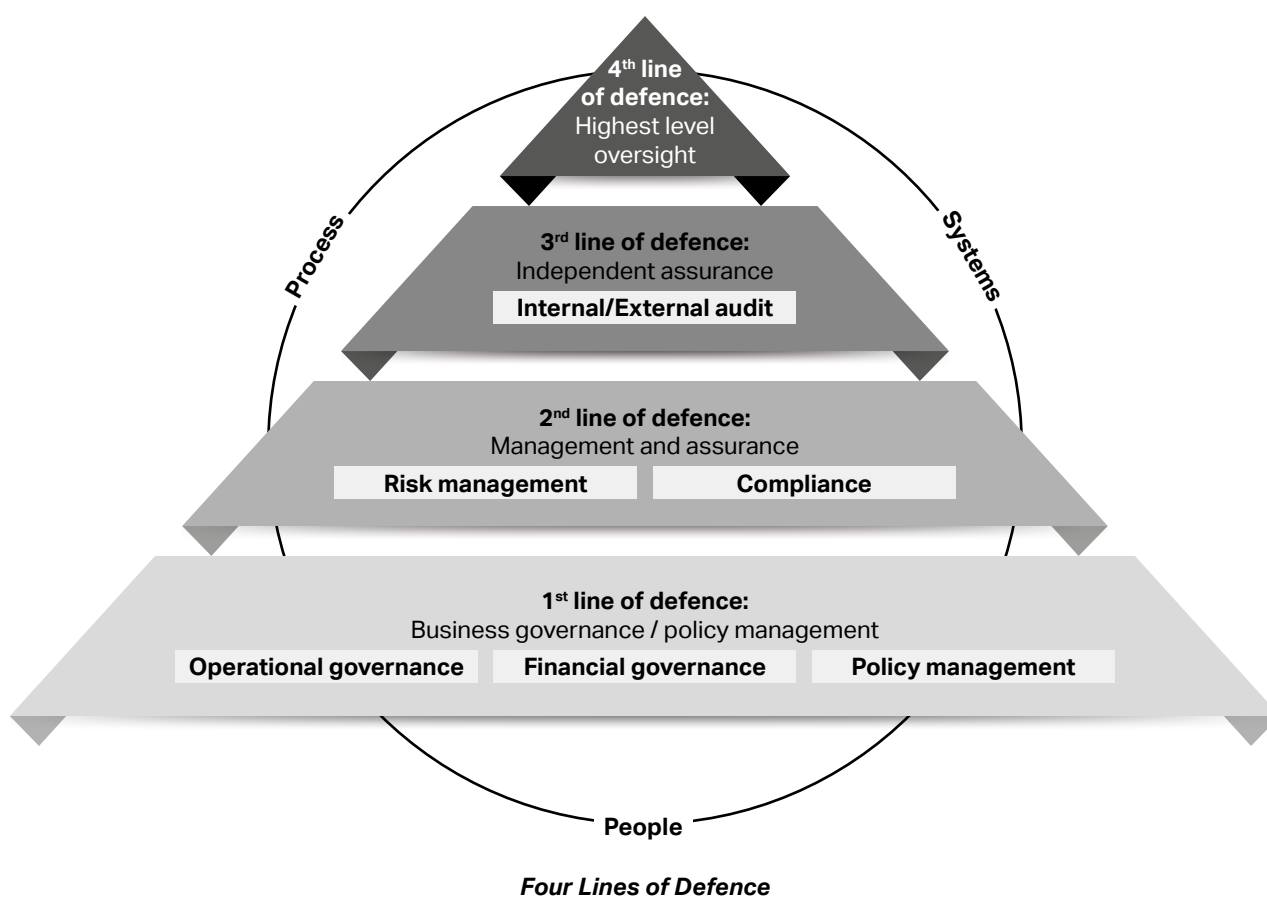 4th line
of defence:
Highest level
oversight
Process
Systems
3rd line of defence:
Independent assurance
Internal/External audit
2nd line of defence:
Management and assurance
Risk management
Compliance
1st line of defence:
Business governance / policy management
Operational governance
Financial governance
Policy management
People
Four Lines of Defence